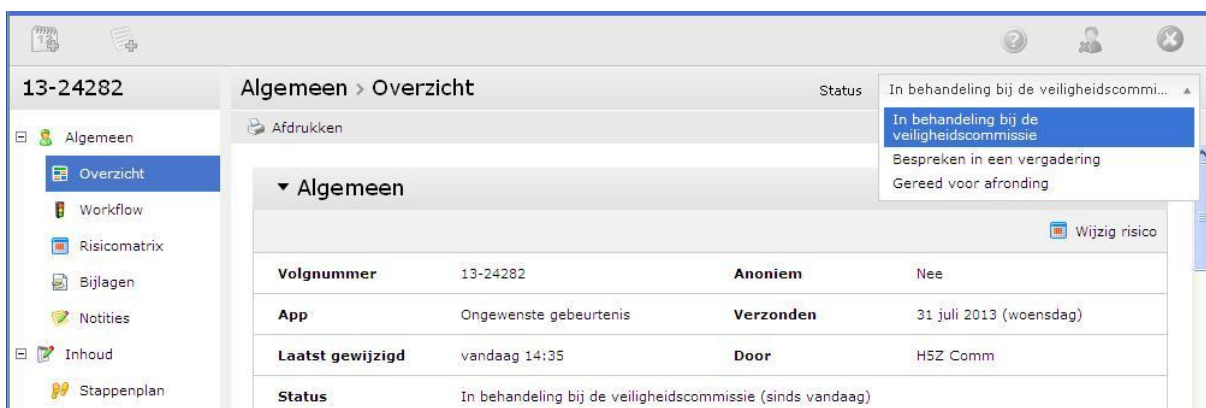 13-24282
Algemeen > Overzicht
Status
In behandeling bij de veiligheidscommi...
In behandeling bij de
veiligheidscommissie
Bespreken in een vergadering
Gereed voor afronding
Algemeen
Overzicht
Workflow
Risicomatrix
Bijlagen
Notities
Inhoud
Stappenplan
Afdrukken
Algemeen
Wijzig risico
Volgnummer 13-24282 Anoniem Nee
App Ongewenste gebeurtenis Verzonden 31 juli 2013 (woensdag)
Laatst gewijzigd vandaag 14:35 Door HSZ Comm
Status In behandeling bij de veiligheidscommissie (sinds vandaag)